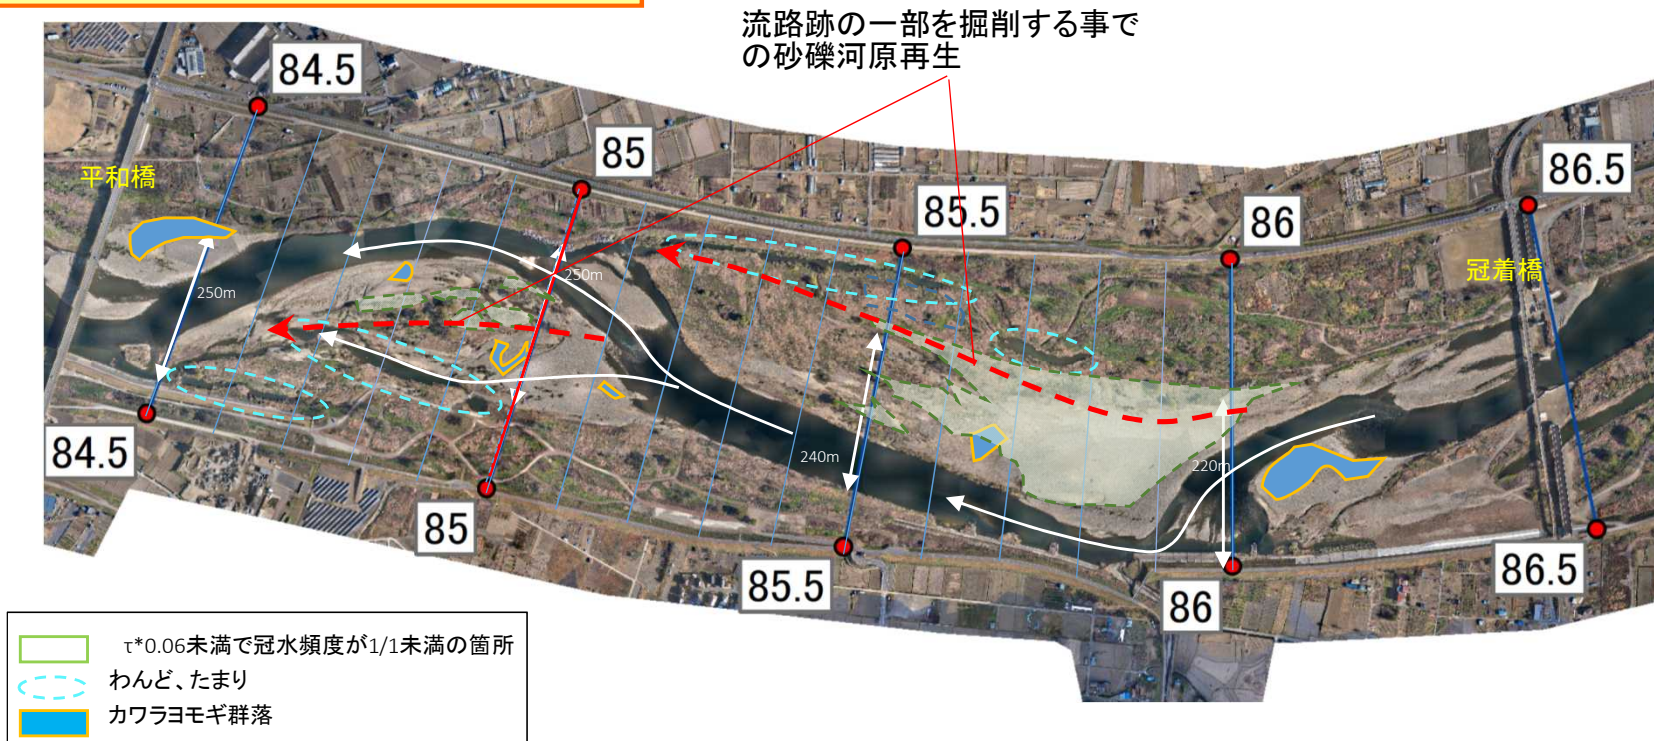 流路跡の一部を掘削する事で
の砂礫河原再生
84.5
85
85.5
86
86.5
平和橋
冠着橋
250m
250m
240m
220m
84.5
85
85.5
86
86.5
τ*0.06未満で冠水頻度が1/1未満の箇所
わんど、たまり
カワラヨモギ群落